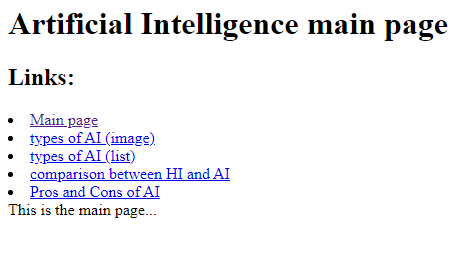 Artificial Intelligence main page
Links:
Main page
types of AI (image)
types of AI (list)
comparison between HI and AI
Pros and Cons of AI
This is the main page...